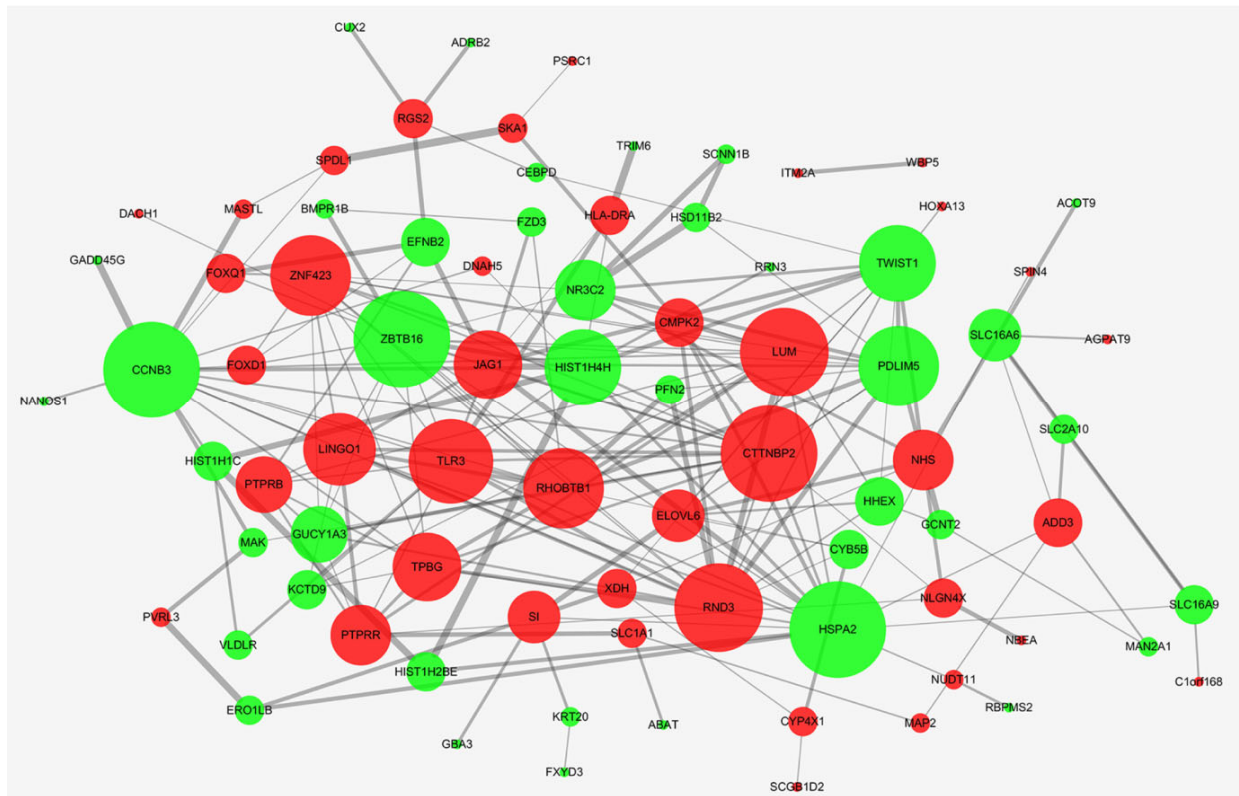 CUX2
ADRB2
PSRC1
RGS2
SKA1
TRIM6
SCNN1B
SPDL1
CEBPD
ITM2A
WBP5
ACOT9
DACH1
MASTL
BMPR1B
FZD3
HLA-DRA
HSD11B2
HOXA13
GADD45G
FOXQ1
ZNF423
EFNB2
DNAH5
NR3C2
RRN3
TWIST1
SPIN4
CCNB3
FOXD1
ZBTB16
JAG1
HIST1H4H
CMPK2
LUM
PDLIM5
SLC16A6
AGPAT9
NANOS1
PFN2
HIST1H1C
LINGO1
TLR3
CTTNBP2
NHS
SLC2A10
PTPRB
RHOBTB1
HHEX
MAK
GUCY1A3
ELOVL6
GCNT2
ADD3
KCTD9
TPBG
CYB5B
PVRL3
PTPRR
SI
XDH
RND3
NLGN4X
SLC16A9
VLDLR
SLC1A1
HSPA2
NBEA
MAN2A1
HIST1H2BE
NUDT11
C1orf168
ERO1LB
KRT20
ABAT
CYP4X1
MAP2
RBPMS2
GBA3
FXYD3
SCGB1D2